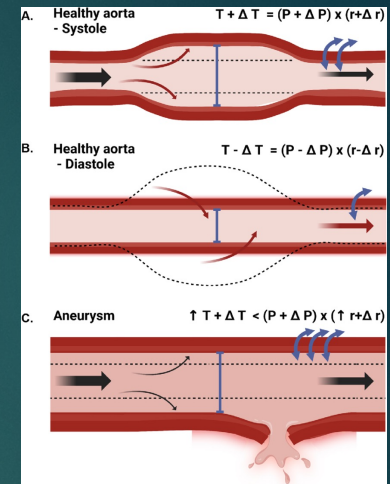 A. Healthy aorta T + Δ T = (P + Δ P) x (r+Δ r)
- Systole
B. Healthy aorta T - Δ T = (P - Δ P) x (r-Δ r)
- Diastole
C. Aneurysm ↑ T + Δ T < (P + Δ P) x (↑ r+Δ r)